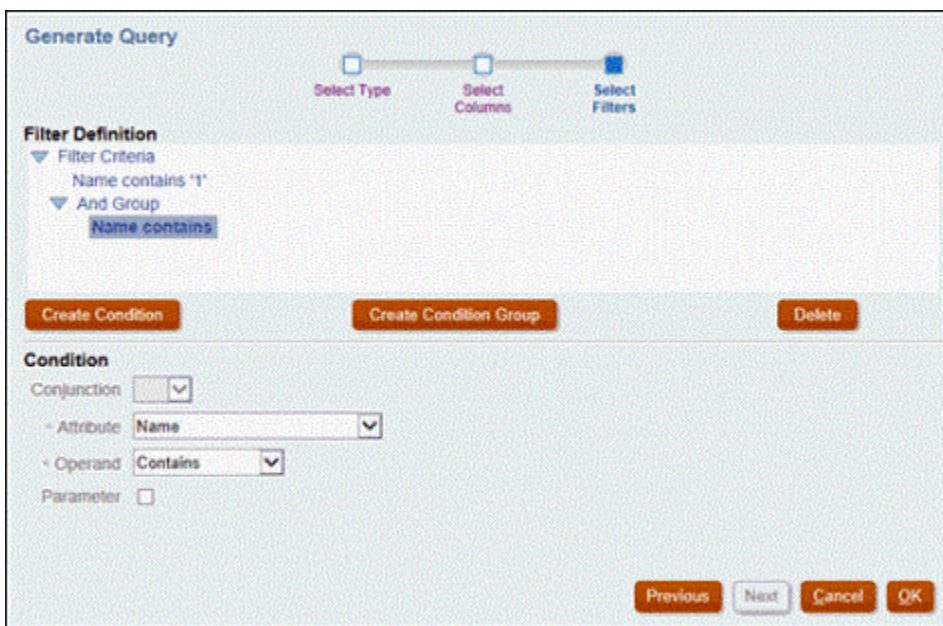 Generate Query
Select Type
Select Columns
Select Filters
Filter Definition
Filter Criteria
Name contains '1'
And Group
Name contains
Create Condition Create Condition Group Delete
Condition
Conjunction
Attribute Name
Operand Contains
Parameter
Previous Next Cancel OK